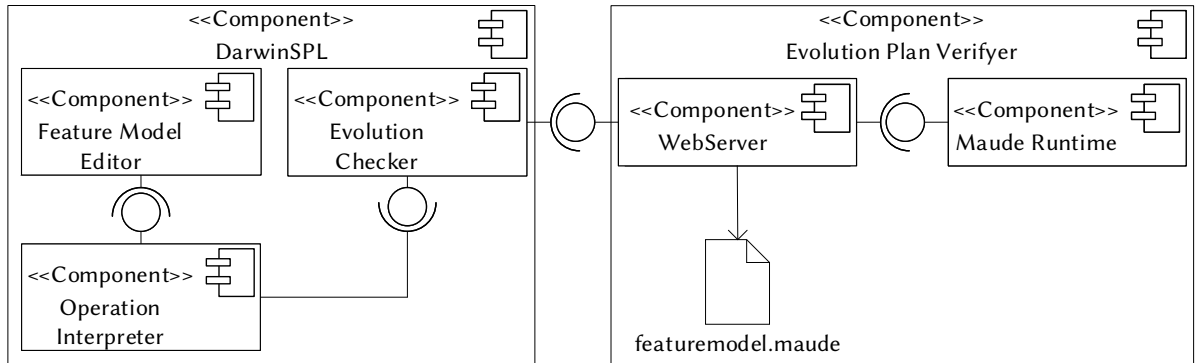 <<Component>>
DarwinSPL
<<Component>>
Feature Model
Editor
<<Component>>
Evolution
Checker
<<Component>>
Operation
Interpreter
<<Component>>
Evolution Plan Verifyer
<<Component>>
WebServer
<<Component>>
Maude Runtime
featuremodel.maude